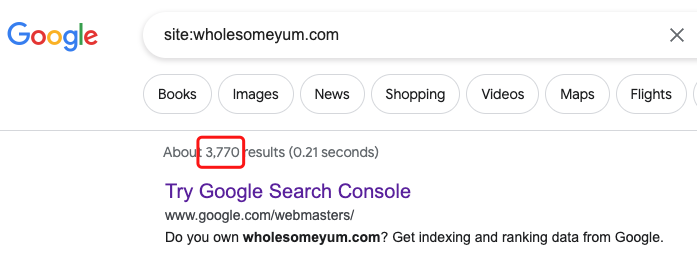 Google
site:wholesomeyum.com
Books Images News Shopping Videos Maps Flights
About 3,770 results (0.21 seconds)
Try Google Search Console
www.google.com/webmasters/
Do you own wholesomeyum.com? Get indexing and ranking data from Google.